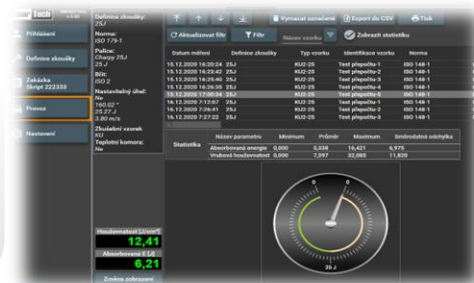 Tech
v 3.60
Přihlášení
Definice zkoušky
Zakázka
Skript 222333
Provoz
Nastavení
Definice zkoušky:
25J
Norma:
ISO 179-1
Palice:
Charpy 25J
25 J
Břit:
ISO 2
Nastavitelný úhel:
Ne
160.02 °
25.27 J
3.80 m/s
Zkušební vzorek
KU
Teplotní komora:
Ne
Houževnatost [J/cm²]
12,41
Absorbovaná E [J]
6,21
Změna zobrazení
Vymazat označené
Export do CSV
Tisk
Aktualizovat filtr
Filtr
Název vzorku
Zobrazit statistiku
Datum měření Definice zkoušky Typ vzorku Identifikace vzorku Norma
15.12.2020 16:20:24 25J KU2-25 Test přepočtu-1 ISO 148-1
15.12.2020 16:23:42 25J KU2-25 Test přepočtu-2 ISO 148-1
15.12.2020 16:25:40 25J KU2-25 Test přepočtu-3 ISO 148-1
15.12.2020 16:26:35 25J KU2-25 Test přepočtu-4 ISO 148-1
15.12.2020 17:00:34 25J KU2-25 Test přepočtu-5 ISO 148-1
16.12.2020 7:12:07 25J KU2-25 Test přepočtu-1 ISO 148-1
16.12.2020 7:26:41 25J KU2-25 Test přepočtu-2 ISO 148-1
16.12.2020 7:27:22 25J KU2-25 Test přepočtu-3 ISO 148-1
Statistika
Název parametru Minimum Průměr Maximum Směrodatná odchylka
Absorbovaná energie 0,000 5,338 16,421 6,975
Vrubová houževnatost 0,000 7,097 32,085 11,820
0 0
25 J